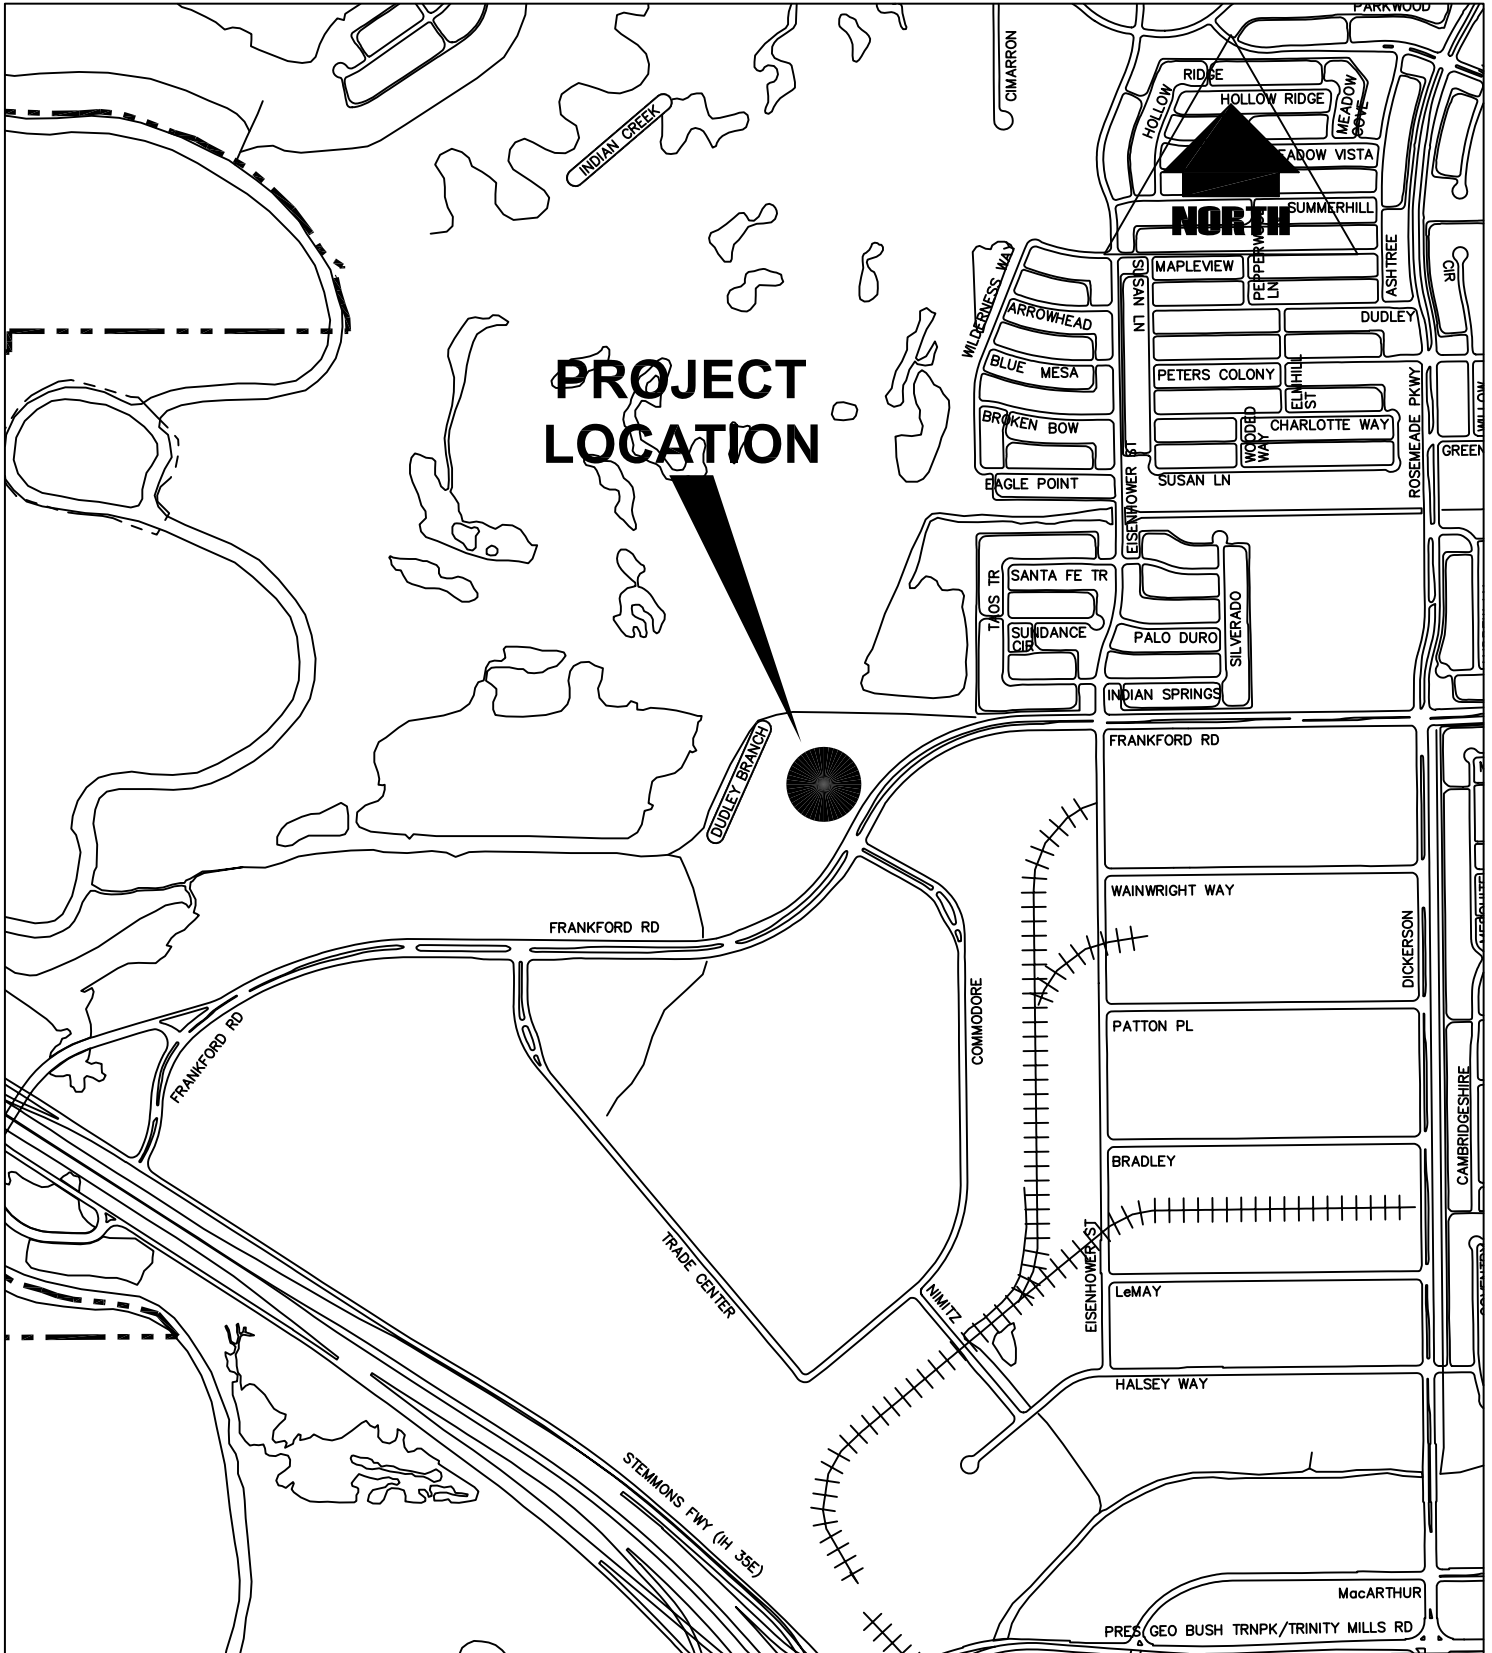 PARKWOOD
CIMARRON
RIDGE
HOLLOW
HOLLOW RIDGE
MEADOW
COVE
INDIAN CREEK
EADOW VISTA
SUMMERHILL
NORTH
WILDERNESS WAY
SUSAN LN
MAPLEVIEW
LN
ASHTREE
CIR
ARROWHEAD
DUDLEY
PROJECT
LOCATION
BLUE MESA
PETERS COLONY
ELMHILL
ST
ROSEMEADE PKWY
BROKEN BOW
WOODED
WAY
CHARLOTTE WAY
GREEN
EAGLE POINT
EISENHOWER ST
SUSAN LN
TAOS TR
SANTA FE TR
SUNDANCE
CIR
PALO DURO
SILVERADO
INDIAN SPRINGS
DUDLEY BRANCH
FRANKFORD RD
WAINWRIGHT WAY
FRANKFORD RD
DICKERSON
COMMODORE
FRANKFORD RD
PATTON PL
CAMBRIDGESHIRE
BRADLEY
TRADE CENTER
NIMITZ
EISENHOWER ST
LeMAY
HALSEY WAY
STEMMONS FWY (IH 35E)
MacARTHUR
PRES GEO BUSH TRNPK/TRINITY MILLS RD